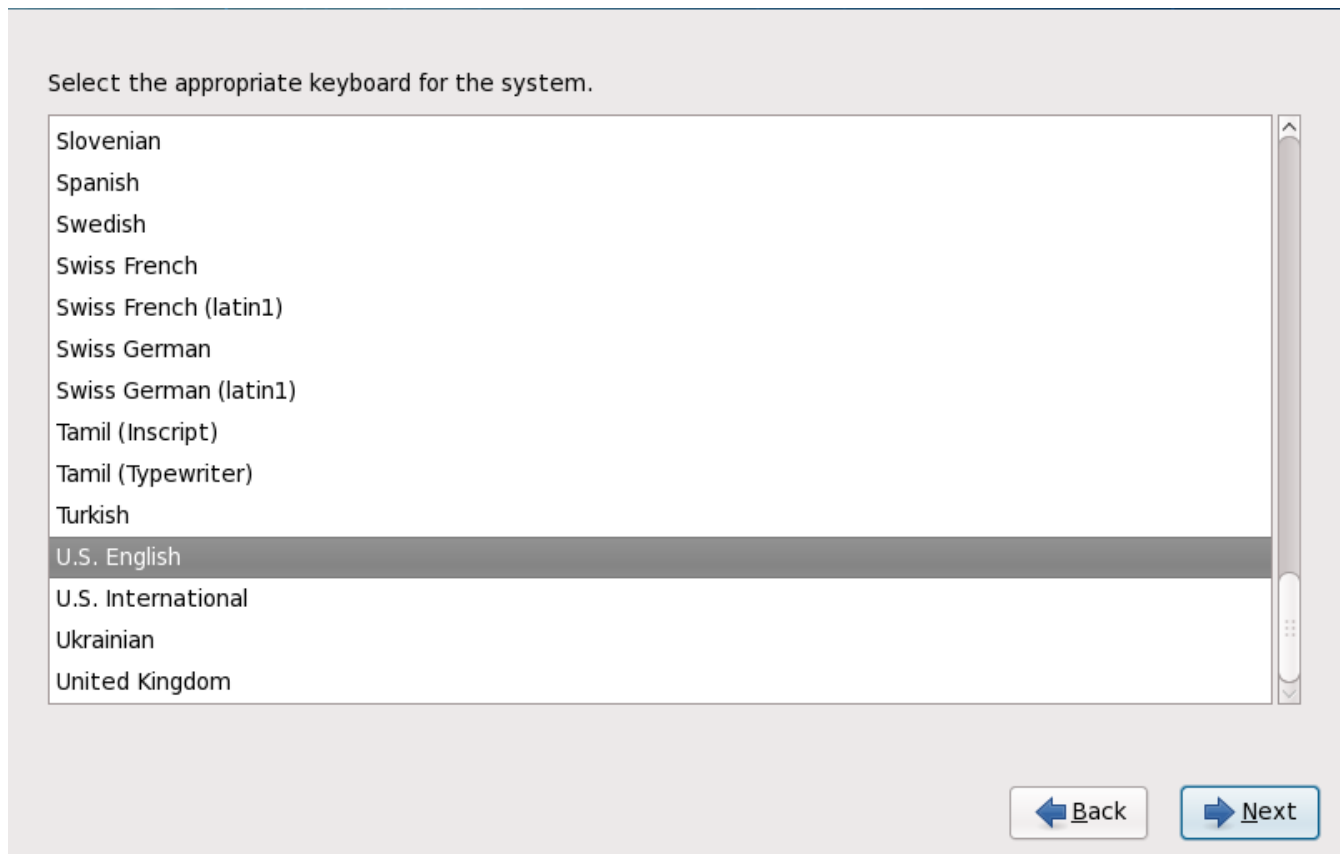 Select the appropriate keyboard for the system.
Slovenian
Spanish
Swedish
Swiss French
Swiss French (latin1)
Swiss German
Swiss German (latin1)
Tamil (Inscript)
Tamil (Typewriter)
Turkish
U.S. English
U.S. International
Ukrainian
United Kingdom
Back
Next